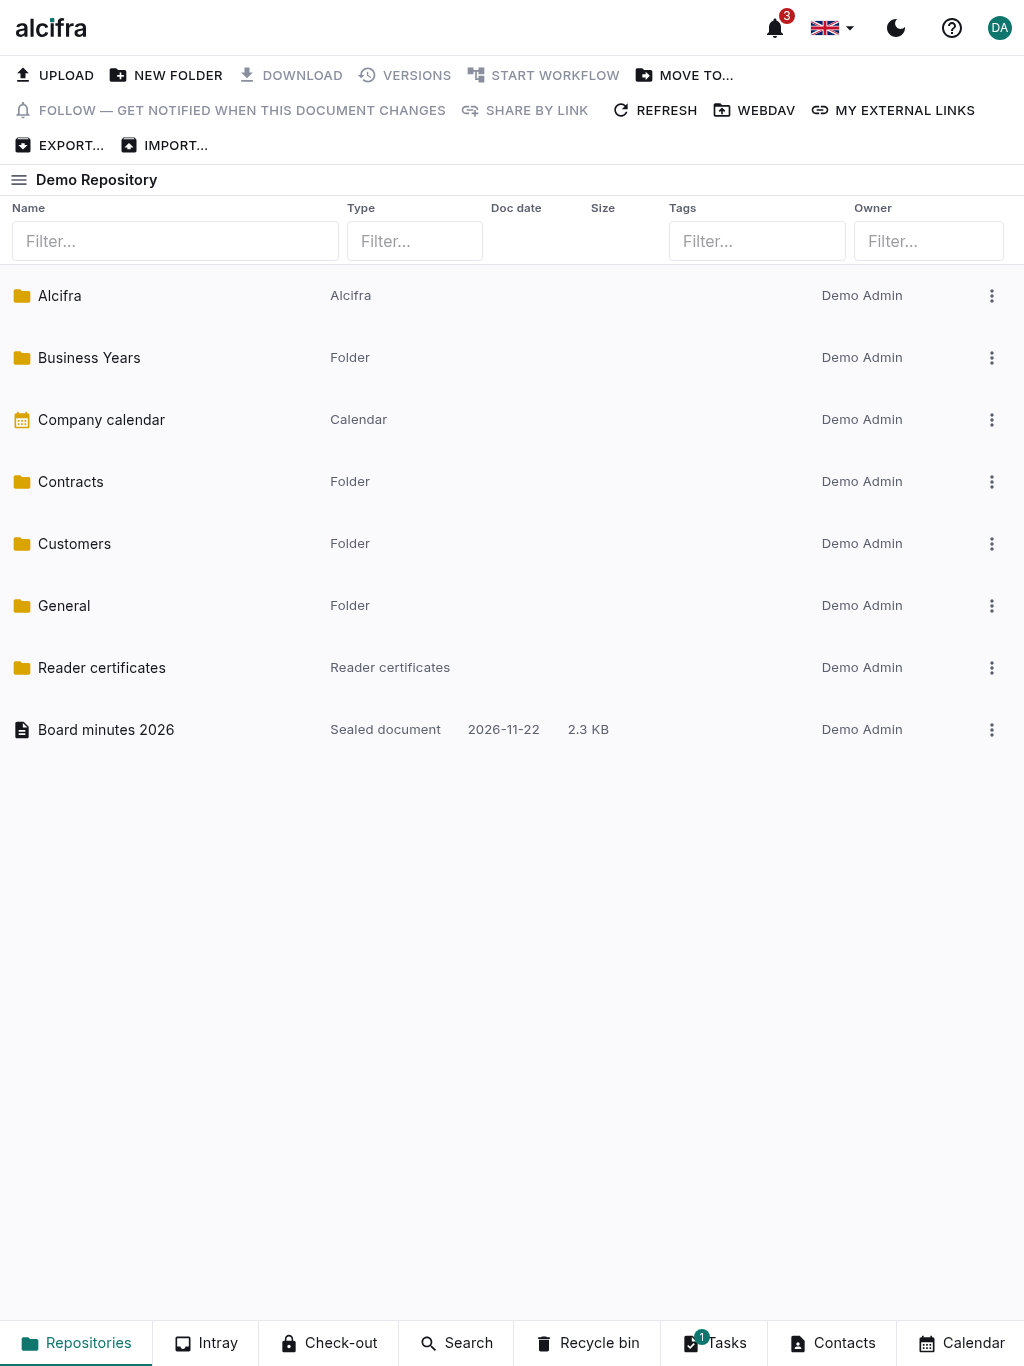 alcifra
3
DA
UPLOAD NEW FOLDER DOWNLOAD VERSIONS START WORKFLOW MOVE TO...
FOLLOW — GET NOTIFIED WHEN THIS DOCUMENT CHANGES SHARE BY LINK REFRESH WEBDAV MY EXTERNAL LINKS
EXPORT... IMPORT...
Demo Repository
Name Type Doc date Size Tags Owner
Filter... Filter... Filter... Filter...
Alcifra Alcifra Demo Admin
Business Years Folder Demo Admin
Company calendar Calendar Demo Admin
Contracts Folder Demo Admin
Customers Folder Demo Admin
General Folder Demo Admin
Reader certificates Reader certificates Demo Admin
Board minutes 2026 Sealed document 2026-11-22 2.3 KB Demo Admin
Repositories Intray Check-out Search Recycle bin 1 Tasks Contacts Calendar